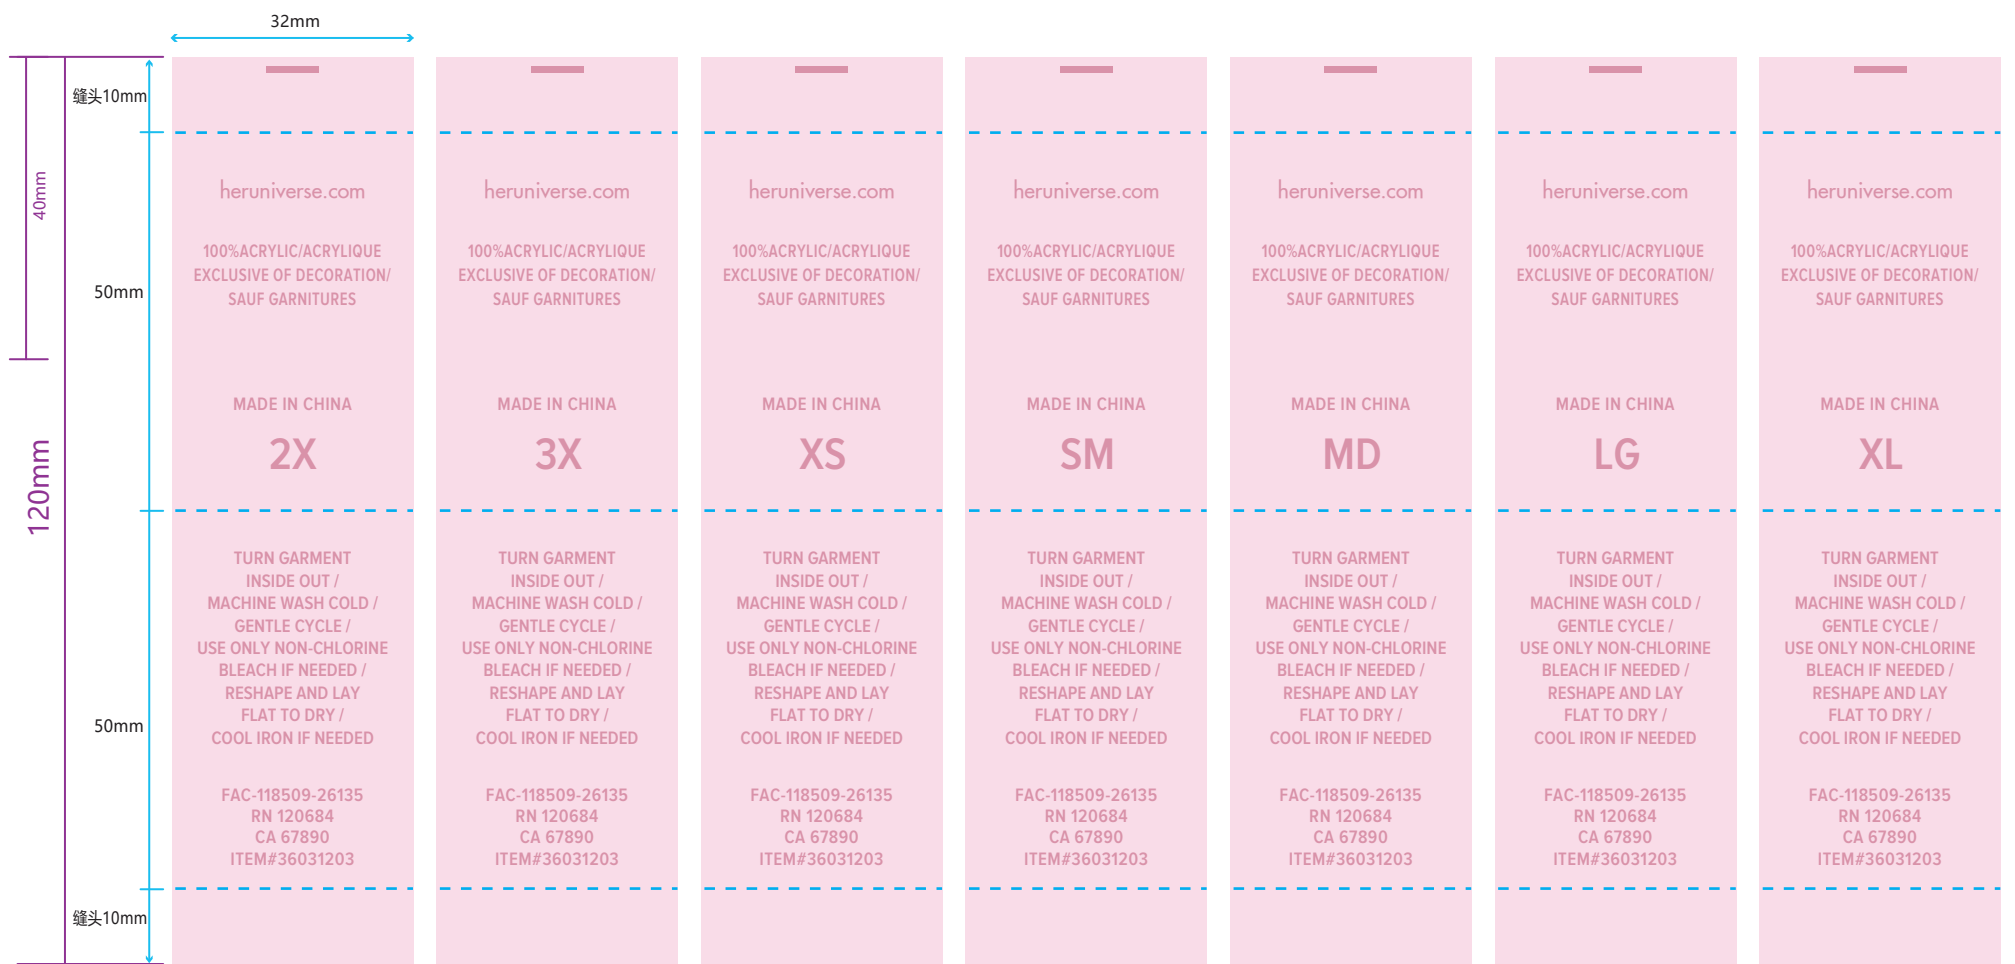 32mm
缝头10mm
40mm
50mm
120mm
50mm
缝头10mm
heruniverse.com
100%ACRYLIC/ACRYLIQUE
EXCLUSIVE OF DECORATION/
SAUF GARNITURES
MADE IN CHINA
2X
TURN GARMENT
INSIDE OUT /
MACHINE WASH COLD /
GENTLE CYCLE /
USE ONLY NON-CHLORINE
BLEACH IF NEEDED /
RESHAPE AND LAY
FLAT TO DRY /
COOL IRON IF NEEDED
FAC-118509-26135
RN 120684
CA 67890
ITEM#36031203
heruniverse.com
100%ACRYLIC/ACRYLIQUE
EXCLUSIVE OF DECORATION/
SAUF GARNITURES
MADE IN CHINA
3X
TURN GARMENT
INSIDE OUT /
MACHINE WASH COLD /
GENTLE CYCLE /
USE ONLY NON-CHLORINE
BLEACH IF NEEDED /
RESHAPE AND LAY
FLAT TO DRY /
COOL IRON IF NEEDED
FAC-118509-26135
RN 120684
CA 67890
ITEM#36031203
heruniverse.com
100%ACRYLIC/ACRYLIQUE
EXCLUSIVE OF DECORATION/
SAUF GARNITURES
MADE IN CHINA
XS
TURN GARMENT
INSIDE OUT /
MACHINE WASH COLD /
GENTLE CYCLE /
USE ONLY NON-CHLORINE
BLEACH IF NEEDED /
RESHAPE AND LAY
FLAT TO DRY /
COOL IRON IF NEEDED
FAC-118509-26135
RN 120684
CA 67890
ITEM#36031203
heruniverse.com
100%ACRYLIC/ACRYLIQUE
EXCLUSIVE OF DECORATION/
SAUF GARNITURES
MADE IN CHINA
SM
TURN GARMENT
INSIDE OUT /
MACHINE WASH COLD /
GENTLE CYCLE /
USE ONLY NON-CHLORINE
BLEACH IF NEEDED /
RESHAPE AND LAY
FLAT TO DRY /
COOL IRON IF NEEDED
FAC-118509-26135
RN 120684
CA 67890
ITEM#36031203
heruniverse.com
100%ACRYLIC/ACRYLIQUE
EXCLUSIVE OF DECORATION/
SAUF GARNITURES
MADE IN CHINA
MD
TURN GARMENT
INSIDE OUT /
MACHINE WASH COLD /
GENTLE CYCLE /
USE ONLY NON-CHLORINE
BLEACH IF NEEDED /
RESHAPE AND LAY
FLAT TO DRY /
COOL IRON IF NEEDED
FAC-118509-26135
RN 120684
CA 67890
ITEM#36031203
heruniverse.com
100%ACRYLIC/ACRYLIQUE
EXCLUSIVE OF DECORATION/
SAUF GARNITURES
MADE IN CHINA
LG
TURN GARMENT
INSIDE OUT /
MACHINE WASH COLD /
GENTLE CYCLE /
USE ONLY NON-CHLORINE
BLEACH IF NEEDED /
RESHAPE AND LAY
FLAT TO DRY /
COOL IRON IF NEEDED
FAC-118509-26135
RN 120684
CA 67890
ITEM#36031203
heruniverse.com
100%ACRYLIC/ACRYLIQUE
EXCLUSIVE OF DECORATION/
SAUF GARNITURES
MADE IN CHINA
XL
TURN GARMENT
INSIDE OUT /
MACHINE WASH COLD /
GENTLE CYCLE /
USE ONLY NON-CHLORINE
BLEACH IF NEEDED /
RESHAPE AND LAY
FLAT TO DRY /
COOL IRON IF NEEDED
FAC-118509-26135
RN 120684
CA 67890
ITEM#36031203